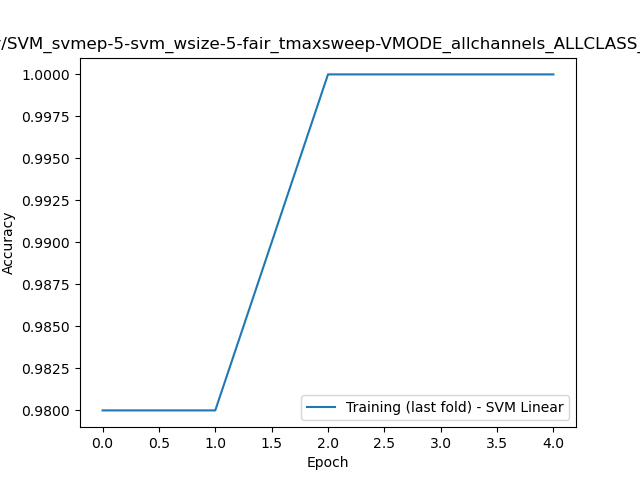 /SVM_svmep-5-svm_wsize-5-fair_tmaxsweep-VMODE_allchannels_ALLCLASS_
1.0000
0.9975
0.9950
0.9925
0.9900
0.9875
0.9850
0.9825
0.9800
Accuracy
Training (last fold) - SVM Linear
0.0 0.5 1.0 1.5 2.0 2.5 3.0 3.5 4.0
Epoch